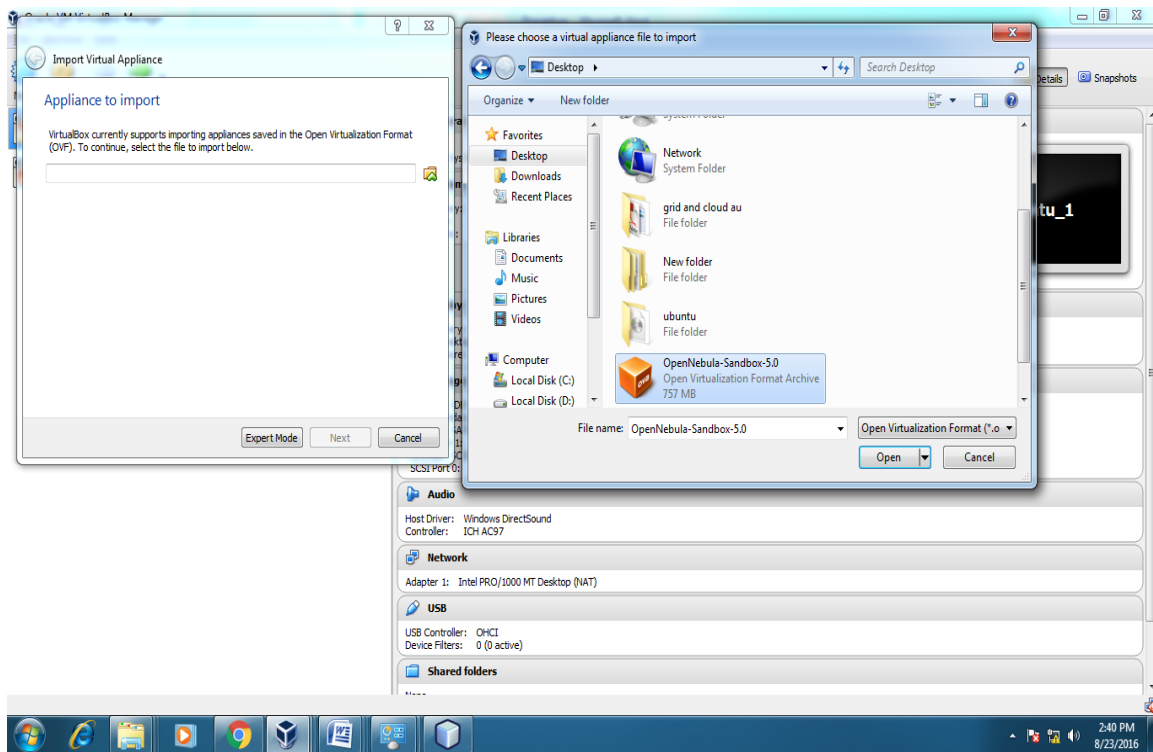 Oracle VM VirtualBox Manager
Import Virtual Appliance
Appliance to import
VirtualBox currently supports importing appliances saved in the Open Virtualization Format
(OVF). To continue, select the file to import below.
Expert Mode
Next
Cancel
Please choose a virtual appliance file to import
Desktop
Search Desktop
Organize
New folder
Favorites
Desktop
Downloads
Recent Places
Libraries
Documents
Music
Pictures
Videos
Computer
Local Disk (C:)
Local Disk (D:)
System Folder
Network
System Folder
grid and cloud au
File folder
New folder
File folder
ubuntu
File folder
OpenNebula-Sandbox-5.0
Open Virtualization Format Archive
757 MB
File name: OpenNebula-Sandbox-5.0
Open Virtualization Format (*.o
Open
Cancel
Details
Snapshots
tu_1
SCSI Port 0:
Audio
Host Driver: Windows DirectSound
Controller: ICH AC97
Network
Adapter 1: Intel PRO/1000 MT Desktop (NAT)
USB
USB Controller: OHCI
Device Filters: 0 (0 active)
Shared folders
2:40 PM
8/23/2016